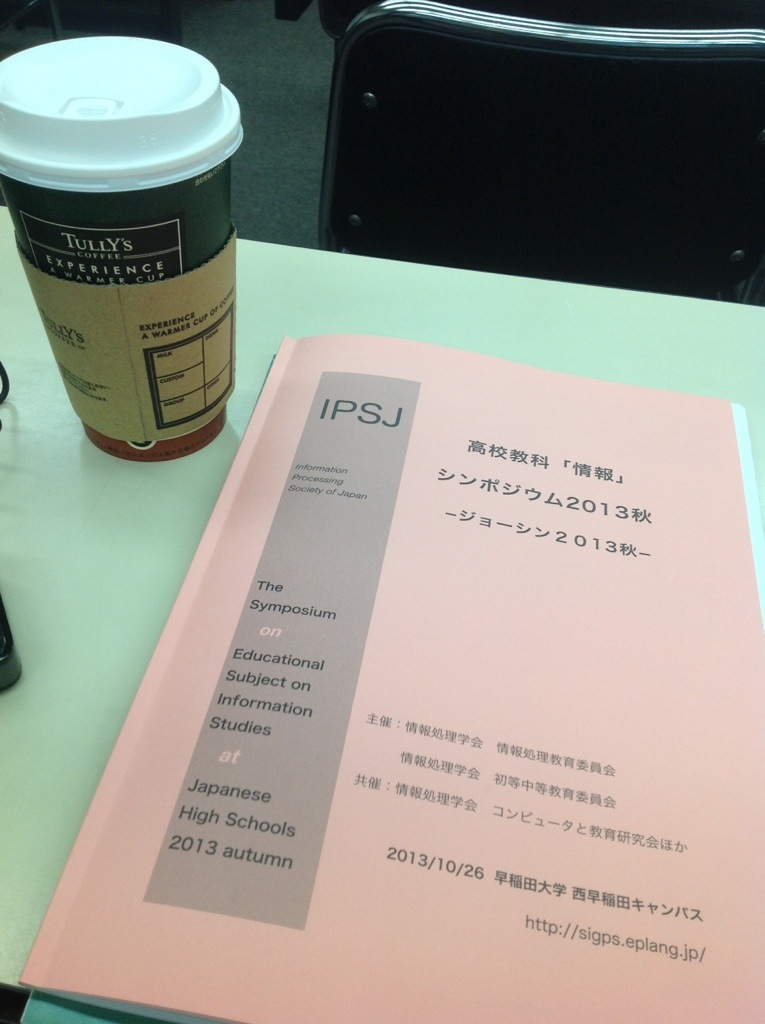 TULLY'S
COFFEE
EXPERIENCE
A WARMER CUP
EXPERIENCE
A WARMER CUP OF
MILK
CUSTOM
GROUP
IPSJ
Information
Processing
Society of Japan
The
Symposium
on
Educational
Subject on
Information
Studies
at
Japanese
High Schools
2013 autumn
高校教科「情報」
シンポジウム2013秋
−ジョーシン2013秋−
主催：情報処理学会 情報処理教育委員会
情報処理学会 初等中等教育委員会
共催：情報処理学会 コンピュータと教育研究会ほか
2013/10/26 早稲田大学 西早稲田キャンパス
http://sigps.eplang.jp/